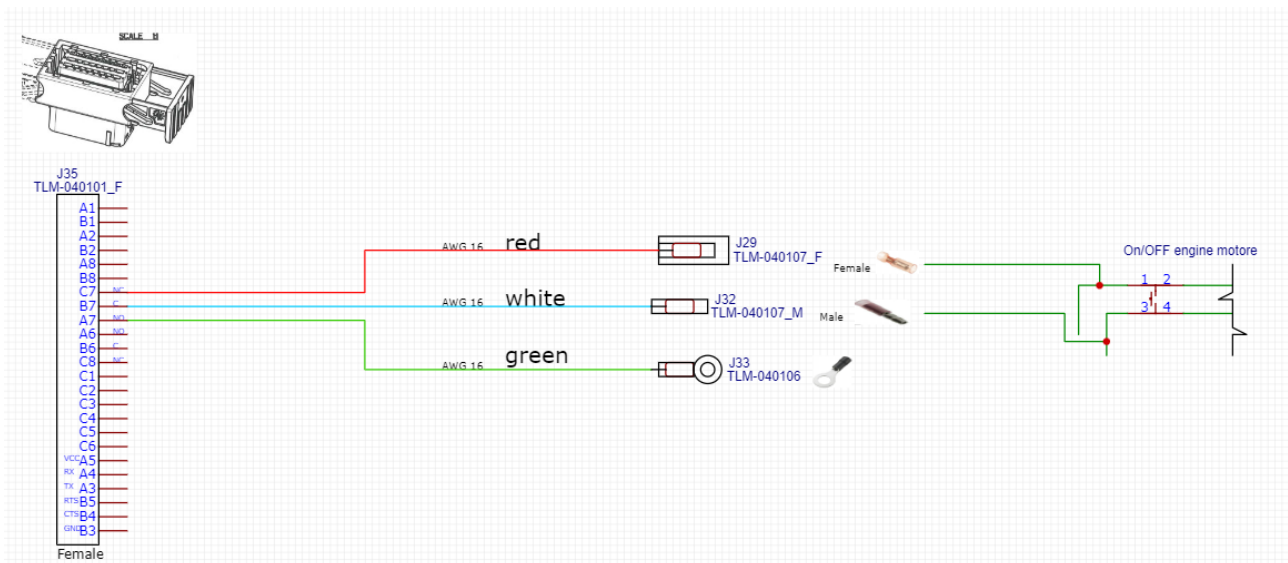 SCALE B
J35
TLM-040101_F
A1
B1
A2
B2
A8
B8
C7 NC
B7 C
A7 NO
A6 NO
B6 C
C8 NC
C1
C2
C3
C4
C5
C6
VCC A5
RX A4
TX A3
RTS B5
CTS B4
GND B3
Female
AWG 16 red
AWG 16 white
AWG 16 green
J29
TLM-040107_F
J32
TLM-040107_M
J33
TLM-040106
Female
Male
On/OFF engine motore
1 2
3 4